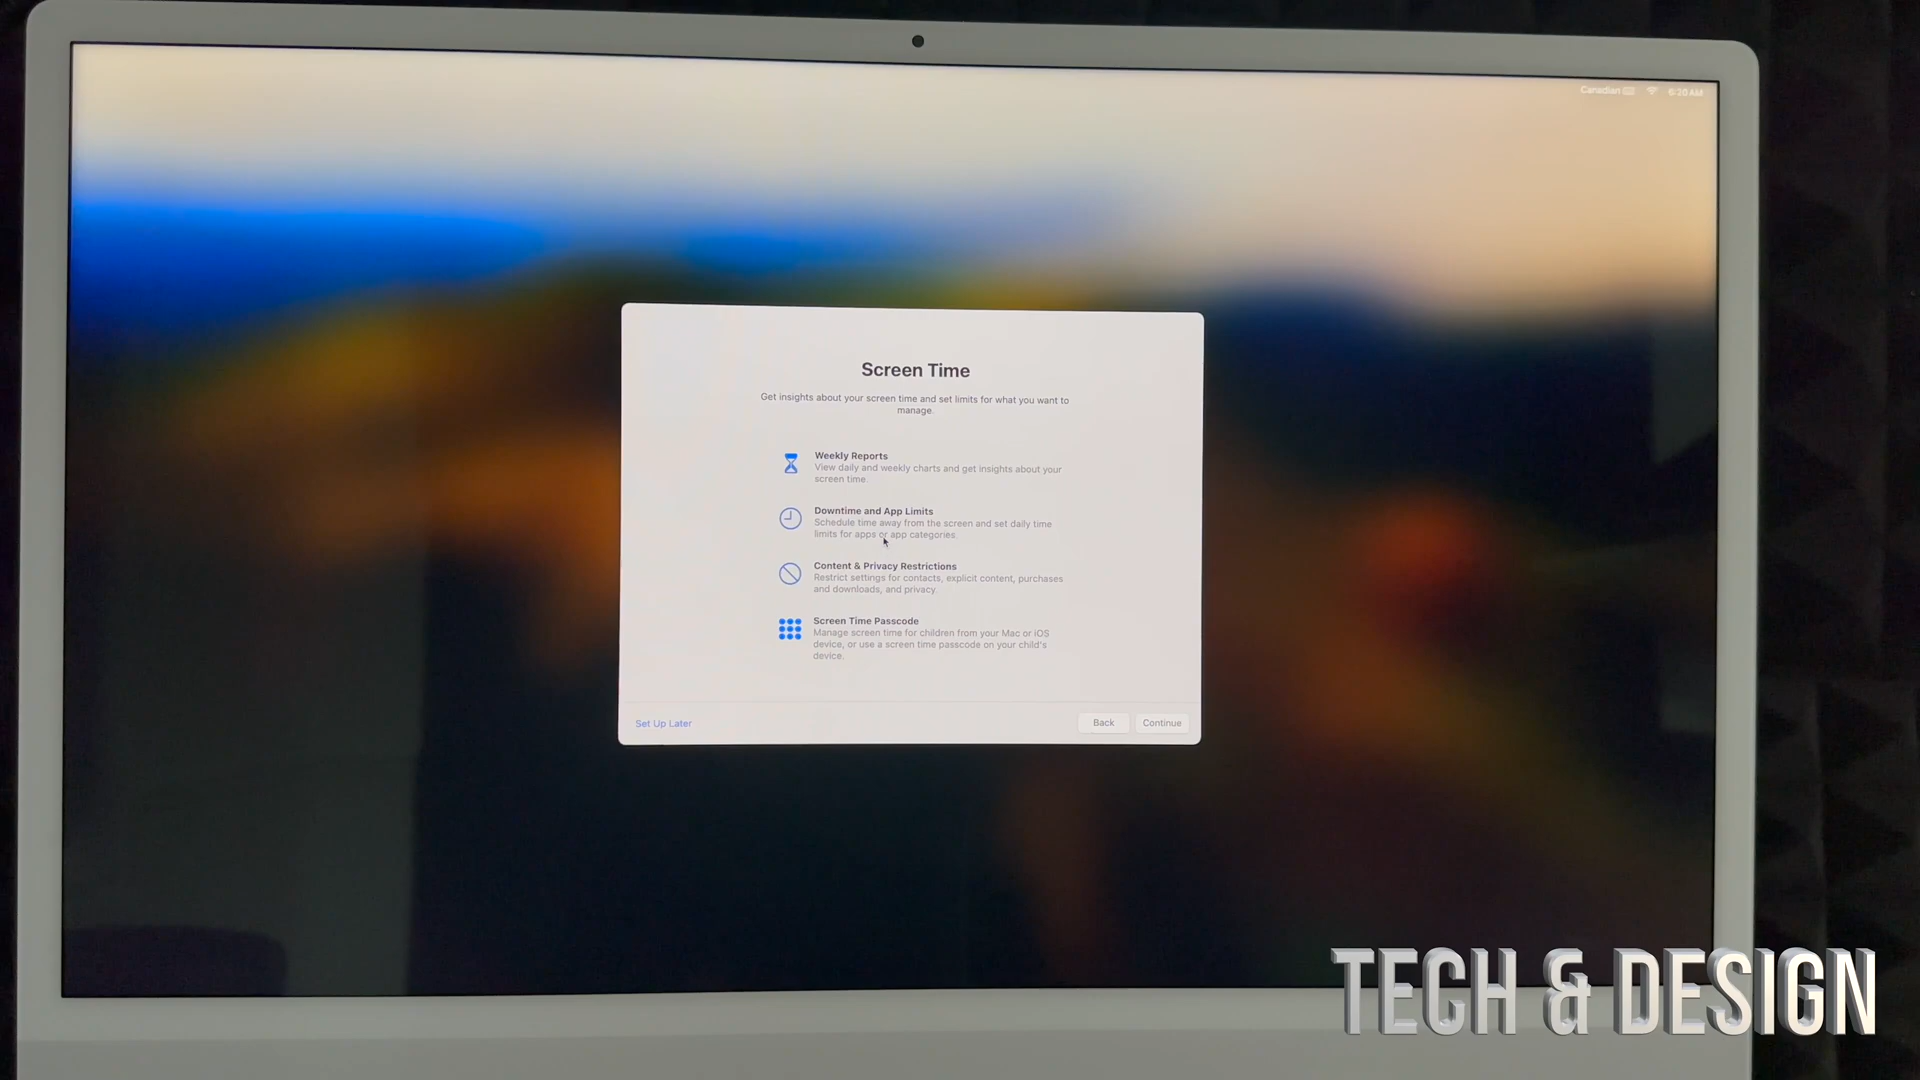 Canadian 6:20 AM
Screen Time
Get insights about your screen time and set limits for what you want to
manage.
Weekly Reports
View daily and weekly charts and get insights about your
screen time.
Downtime and App Limits
Schedule time away from the screen and set daily time
limits for apps or app categories.
Content & Privacy Restrictions
Restrict settings for contacts, explicit content, purchases
and downloads, and privacy.
Screen Time Passcode
Manage screen time for children from your Mac or iOS
device, or use a screen time passcode on your child's
device.
Set Up Later
Back
Continue
TECH & DESIGN